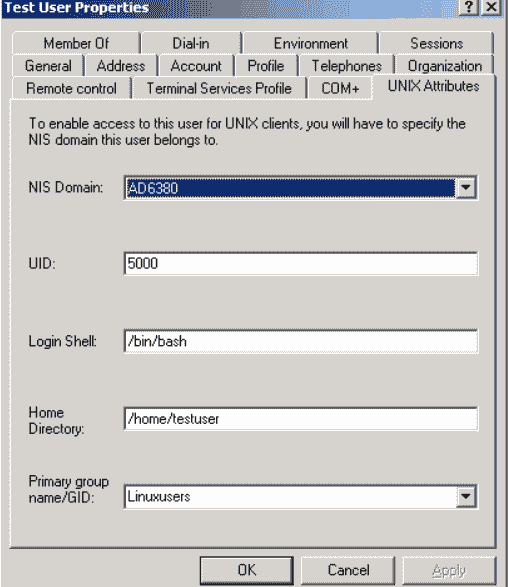 Test User Properties
Member Of Dial-in Environment Sessions
General Address Account Profile Telephones Organization
Remote control Terminal Services Profile COM+ UNIX Attributes
To enable access to this user for UNIX clients, you will have to specify the
NIS domain this user belongs to.
NIS Domain: AD6380
UID: 5000
Login Shell: /bin/bash
Home
Directory: /home/testuser
Primary group
name/GID: Linuxusers
OK Cancel Apply